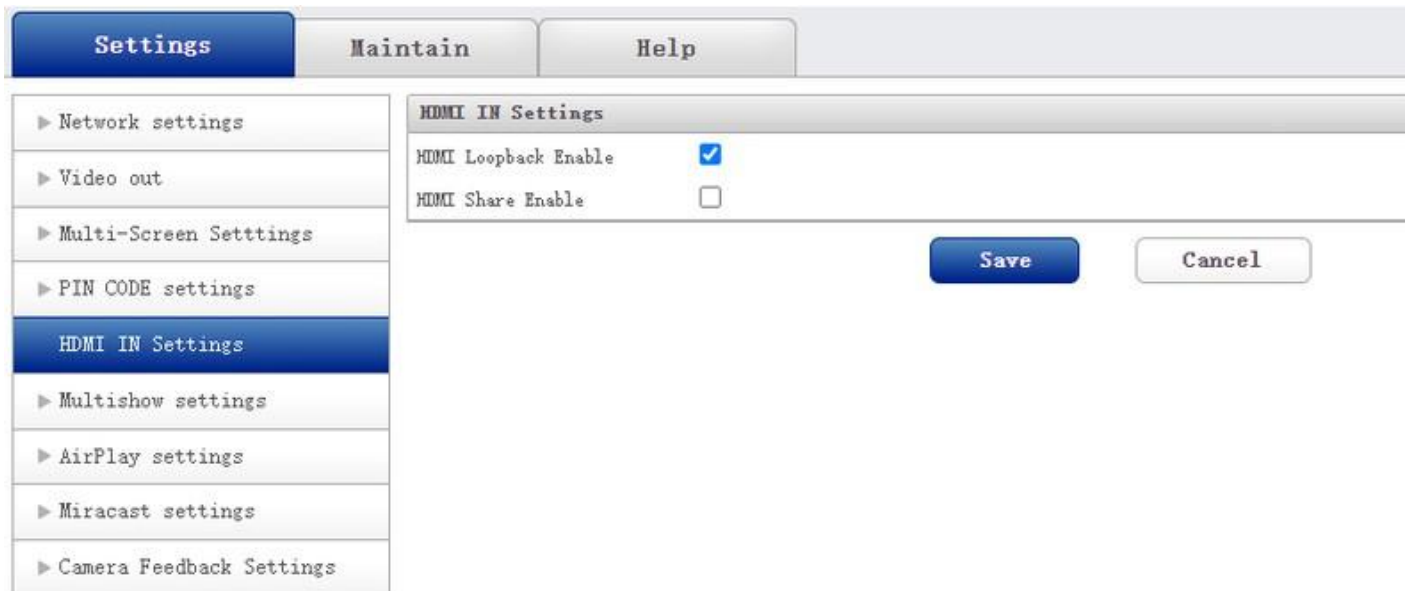 Settings
Maintain
Help
Network settings
Video out
Multi-Screen Setttings
PIN CODE settings
HDMI IN Settings
Multishow settings
AirPlay settings
Miracast settings
Camera Feedback Settings
HDMI IN Settings
HDMI Loopback Enable
HDMI Share Enable
Save
Cancel